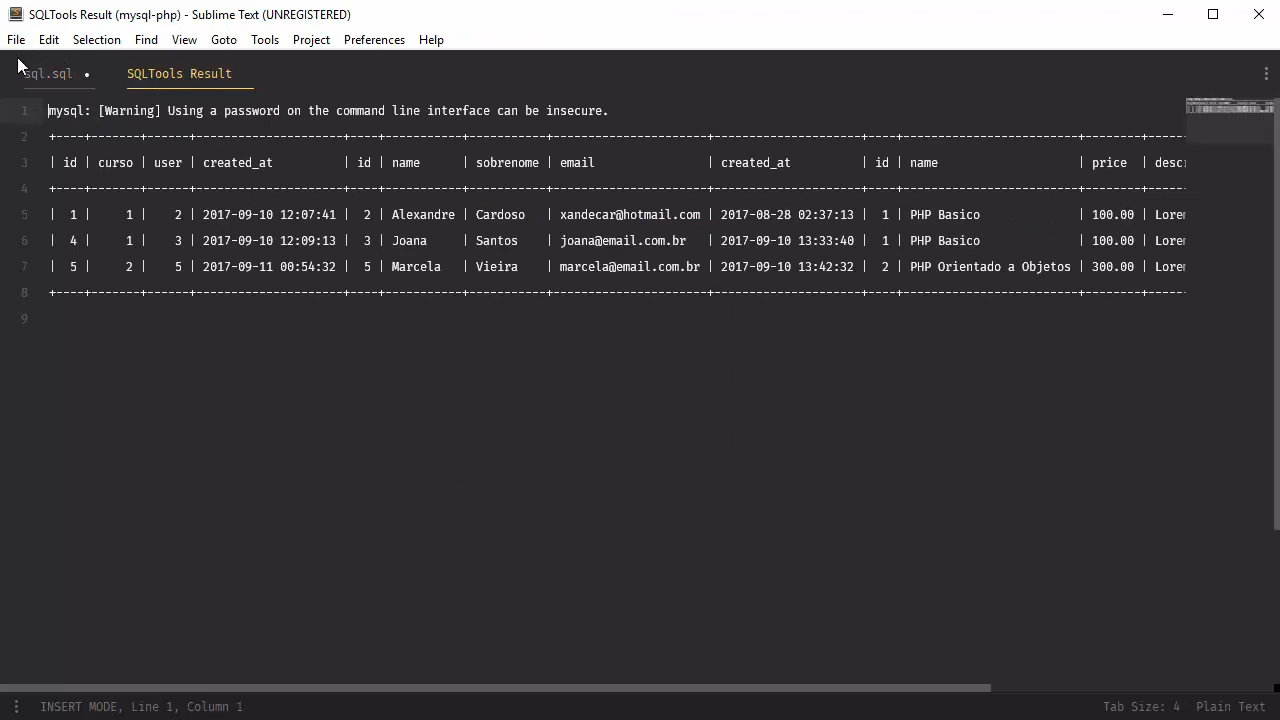 SQLTools Result (mysql-php) - Sublime Text (UNREGISTERED)
File Edit Selection Find View Goto Tools Project Preferences Help
sql.sql SQLTools Result
1 mysql: [Warning] Using a password on the command line interface can be insecure.
2 +----+-------+------+---------------------+----+-----------+-----------+----------------------+---------------------+----+-------------------------+--------+-----
3 | id | curso | user | created_at | id | name | sobrenome | email | created_at | id | name | price | descr
4 +----+-------+------+---------------------+----+-----------+-----------+----------------------+---------------------+----+-------------------------+--------+-----
5 | 1 | 1 | 2 | 2017-09-10 12:07:41 | 2 | Alexandre | Cardoso | xandecar@hotmail.com | 2017-08-28 02:37:13 | 1 | PHP Basico | 100.00 | Lorem
6 | 4 | 1 | 3 | 2017-09-10 12:09:13 | 3 | Joana | Santos | joana@email.com.br | 2017-09-10 13:33:40 | 1 | PHP Basico | 100.00 | Lorem
7 | 5 | 2 | 5 | 2017-09-11 00:54:32 | 5 | Marcela | Vieira | marcela@email.com.br | 2017-09-10 13:42:32 | 2 | PHP Orientado a Objetos | 300.00 | Lorem
8 +----+-------+------+---------------------+----+-----------+-----------+----------------------+---------------------+----+-------------------------+--------+-----
9
INSERT MODE, Line 1, Column 1 Tab Size: 4 Plain Text